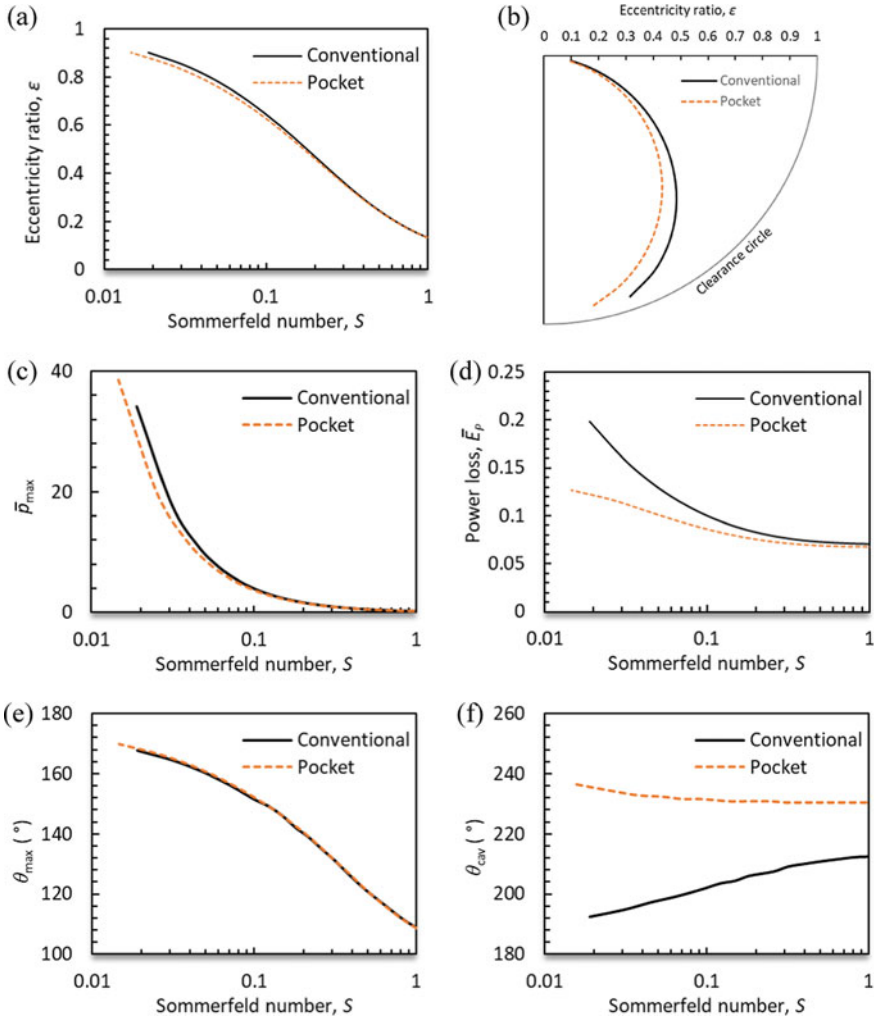 (a)
1
0.8
0.6
0.4
0.2
0
Eccentricity ratio, ε
Conventional
Pocket
0.01 0.1 1
Sommerfeld number, S
(b)
Eccentricity ratio, ε
0 0.1 0.2 0.3 0.4 0.5 0.6 0.7 0.8 0.9 1
Conventional
Pocket
Clearance circle
(c)
40
20
0
p̄max
Conventional
Pocket
0.01 0.1 1
Sommerfeld number, S
(d)
0.25
0.2
0.15
0.1
0.05
0
Power loss, Ēp
Conventional
Pocket
0.01 0.1 1
Sommerfeld number, S
(e)
180
160
140
120
100
θmax ( ° )
Conventional
Pocket
0.01 0.1 1
Sommerfeld number, S
(f)
260
240
220
200
180
θcav ( ° )
Conventional
Pocket
0.01 0.1 1
Sommerfeld number, S